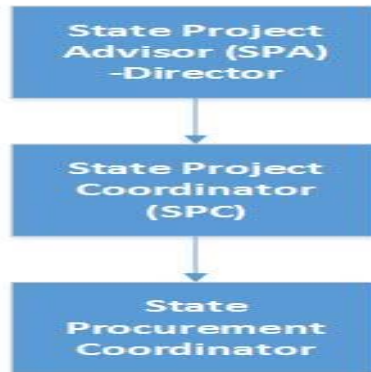 State Project
Advisor (SPA)
-Director
State Project
Coordinator
(SPC)
State
Procurement
Coordinator